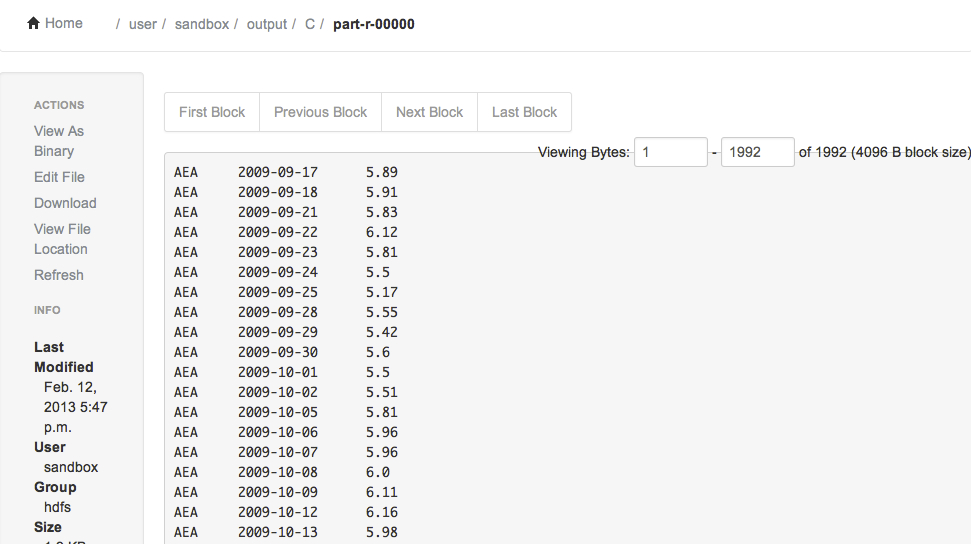 Home / user / sandbox / output / C / part-r-00000
ACTIONS
View As
Binary
Edit File
Download
View File
Location
Refresh
INFO
Last
Modified
Feb. 12,
2013 5:47
p.m.
User
sandbox
Group
hdfs
Size
First Block Previous Block Next Block Last Block
Viewing Bytes: 1 - 1992 of 1992 (4096 B block size)
AEA 2009-09-17 5.89
AEA 2009-09-18 5.91
AEA 2009-09-21 5.83
AEA 2009-09-22 6.12
AEA 2009-09-23 5.81
AEA 2009-09-24 5.5
AEA 2009-09-25 5.17
AEA 2009-09-28 5.55
AEA 2009-09-29 5.42
AEA 2009-09-30 5.6
AEA 2009-10-01 5.5
AEA 2009-10-02 5.51
AEA 2009-10-05 5.81
AEA 2009-10-06 5.96
AEA 2009-10-07 5.96
AEA 2009-10-08 6.0
AEA 2009-10-09 6.11
AEA 2009-10-12 6.16
AEA 2009-10-13 5.98